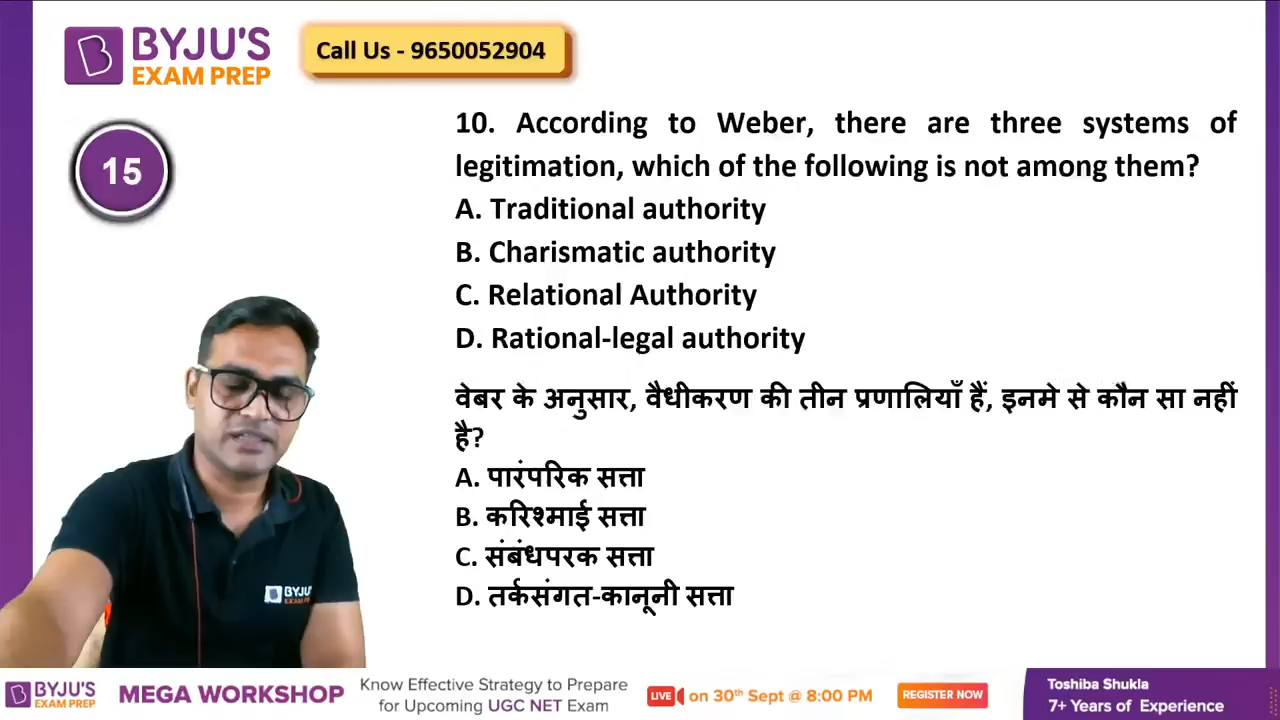 BYJU'S
EXAM PREP
Call Us - 9650052904
15
10. According to Weber, there are three systems of
legitimation, which of the following is not among them?
A. Traditional authority
B. Charismatic authority
C. Relational Authority
D. Rational-legal authority
वेबर के अनुसार, वैधीकरण की तीन प्रणालियाँ हैं, इनमे से कौन सा नहीं
है?
A. पारंपरिक सत्ता
B. करिश्माई सत्ता
C. संबंधपरक सत्ता
D. तर्कसंगत-कानूनी सत्ता
BYJU'S
EXAM PREP
BYJU'S
EXAM PREP
MEGA WORKSHOP
Know Effective Strategy to Prepare
for Upcoming UGC NET Exam
LIVE on 30th Sept @ 8:00 PM
REGISTER NOW
Toshiba Shukla
7+ Years of Experience